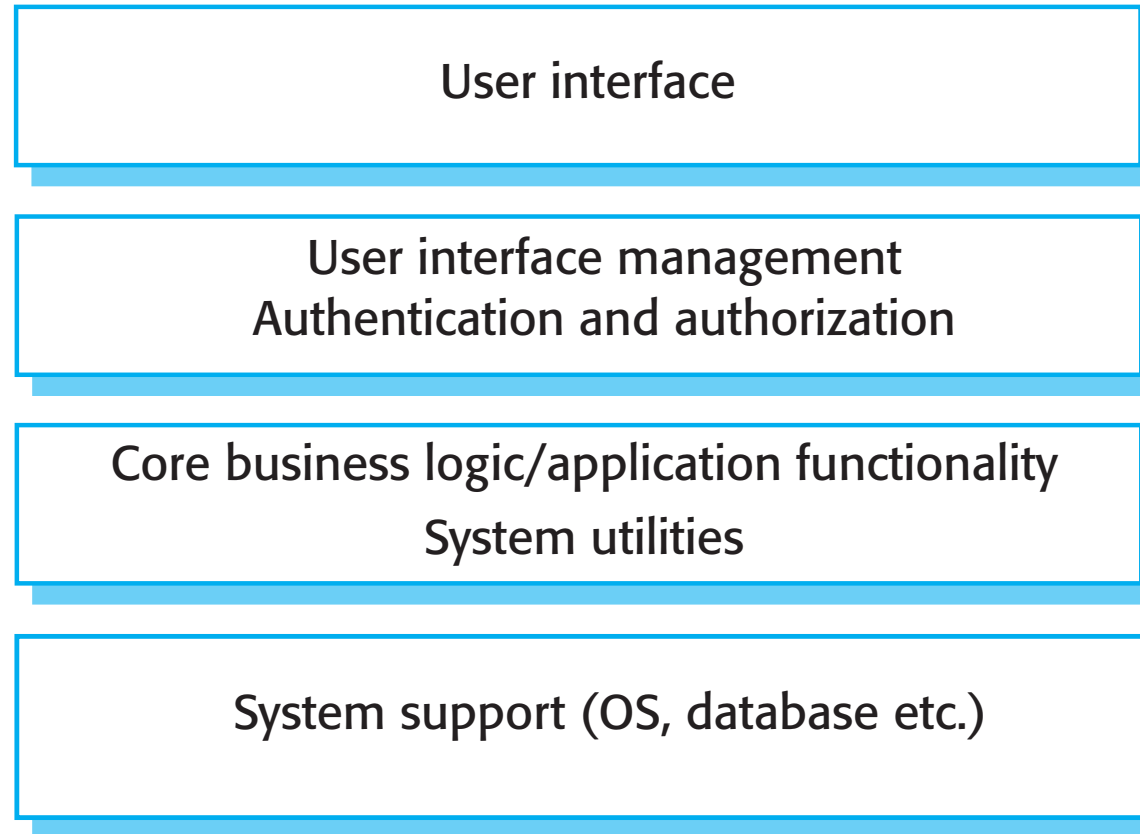 User interface
User interface management
Authentication and authorization
Core business logic/application functionality
System utilities
System support (OS, database etc.)